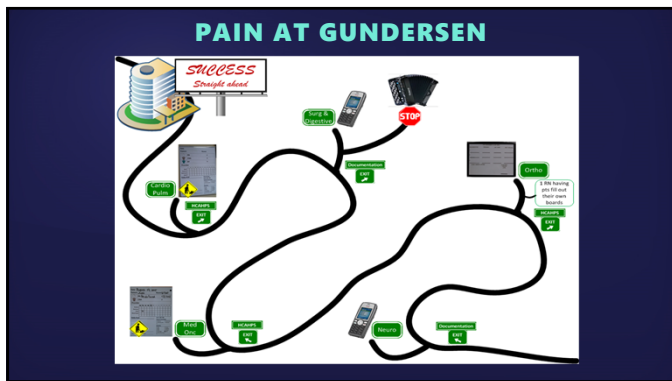 PAIN AT GUNDERSEN
SUCCESS
Straight ahead
Surg &
Digestive
STOP
Documentation
EXIT
Ortho
1 RN having
pts fill out
their own
boards
HCAHPS
EXIT
Cardio
Pulm
HCAHPS
EXIT
Med
Onc
HCAHPS
EXIT
Neuro
Documentation
EXIT